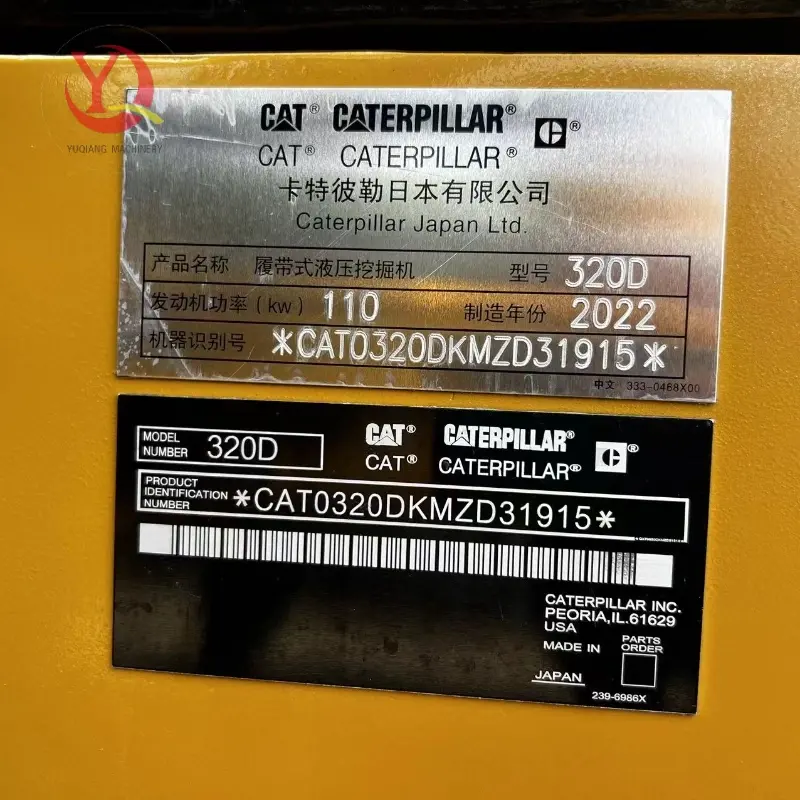 YUQIANG MACHINERY
CAT® CATERPILLAR® C®
CAT® CATERPILLAR®
卡特彼勒日本有限公司
Caterpillar Japan Ltd.
产品名称 履带式液压挖掘机 型号 320D
发动机功率(kw) 110 制造年份 2022
机器识别号 *CAT0320DKMZD31915*
中文 333-0488X00
MODEL NUMBER 320D
CAT® CATERPILLAR® C®
CAT® CATERPILLAR®
PRODUCT IDENTIFICATION NUMBER *CAT0320DKMZD31915*
CATERPILLAR INC.
PEORIA,IL.61629
USA
MADE IN
JAPAN
PARTS
ORDER
239-6986X